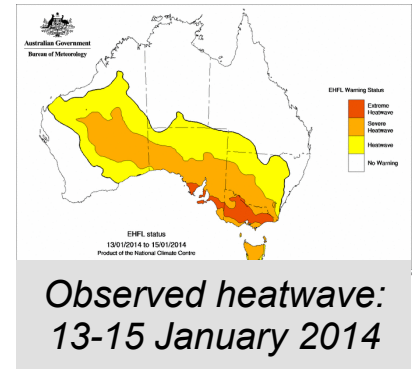 Australian Government
Bureau of Meteorology
EHFL Warning Status
Extreme
Heatwave
Severe
Heatwave
Heatwave
No Warning
EHFL status
13/01/2014 to 15/01/2014
Product of the National Climate Centre
Observed heatwave:
13-15 January 2014